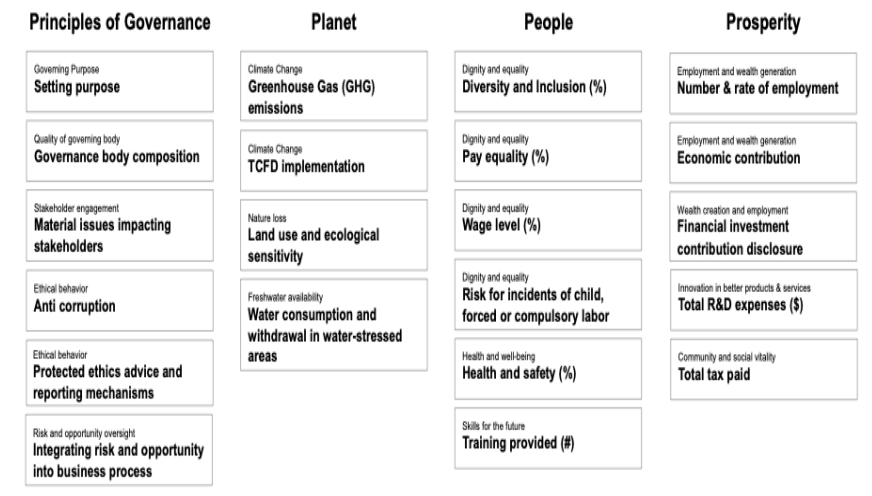 Principles of Governance
Governing Purpose
Setting purpose
Quality of governing body
Governance body composition
Stakeholder engagement
Material issues impacting
stakeholders
Ethical behavior
Anti corruption
Ethical behavior
Protected ethics advice and
reporting mechanisms
Risk and opportunity oversight
Integrating risk and opportunity
into business process
Planet
Climate Change
Greenhouse Gas (GHG)
emissions
Climate Change
TCFD implementation
Nature loss
Land use and ecological
sensitivity
Freshwater availability
Water consumption and
withdrawal in water-stressed
areas
People
Dignity and equality
Diversity and Inclusion (%)
Dignity and equality
Pay equality (%)
Dignity and equality
Wage level (%)
Dignity and equality
Risk for incidents of child,
forced or compulsory labor
Health and well-being
Health and safety (%)
Skills for the future
Training provided (#)
Prosperity
Employment and wealth generation
Number & rate of employment
Employment and wealth generation
Economic contribution
Wealth creation and employment
Financial investment
contribution disclosure
Innovation in better products & services
Total R&D expenses ($)
Community and social vitality
Total tax paid